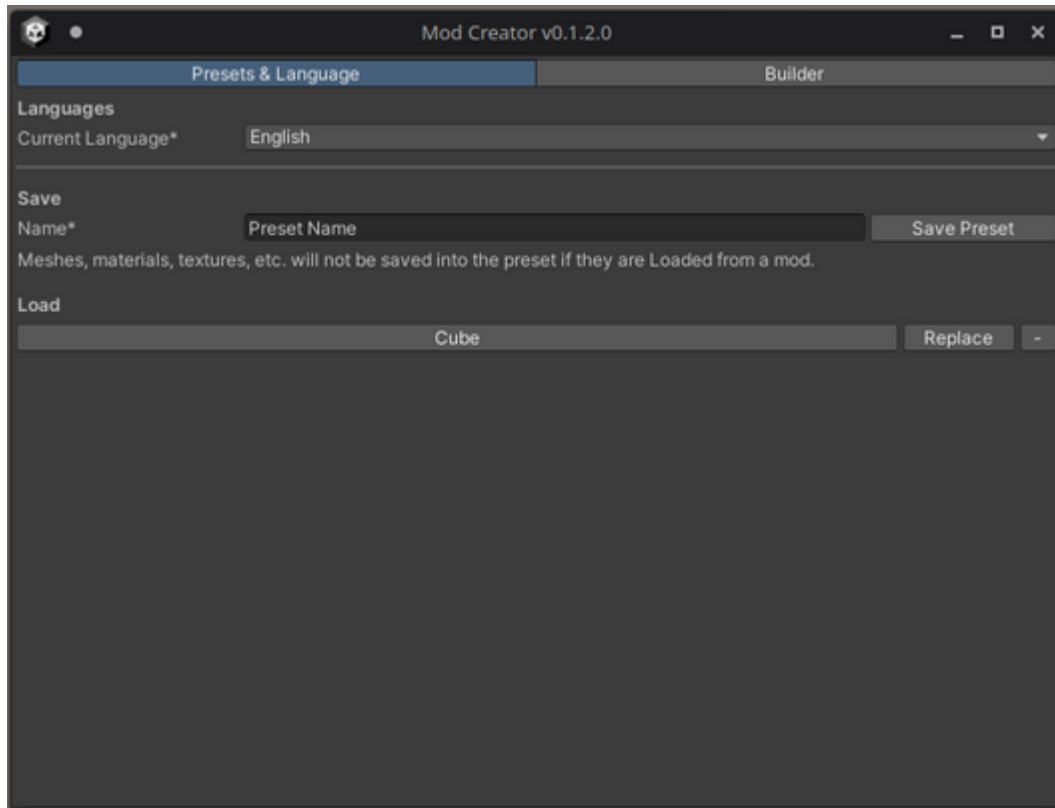 Mod Creator v0.1.2.0
Presets & Language
Builder
Languages
Current Language*
English
Save
Name*
Preset Name
Save Preset
Meshes, materials, textures, etc. will not be saved into the preset if they are Loaded from a mod.
Load
Cube
Replace
-